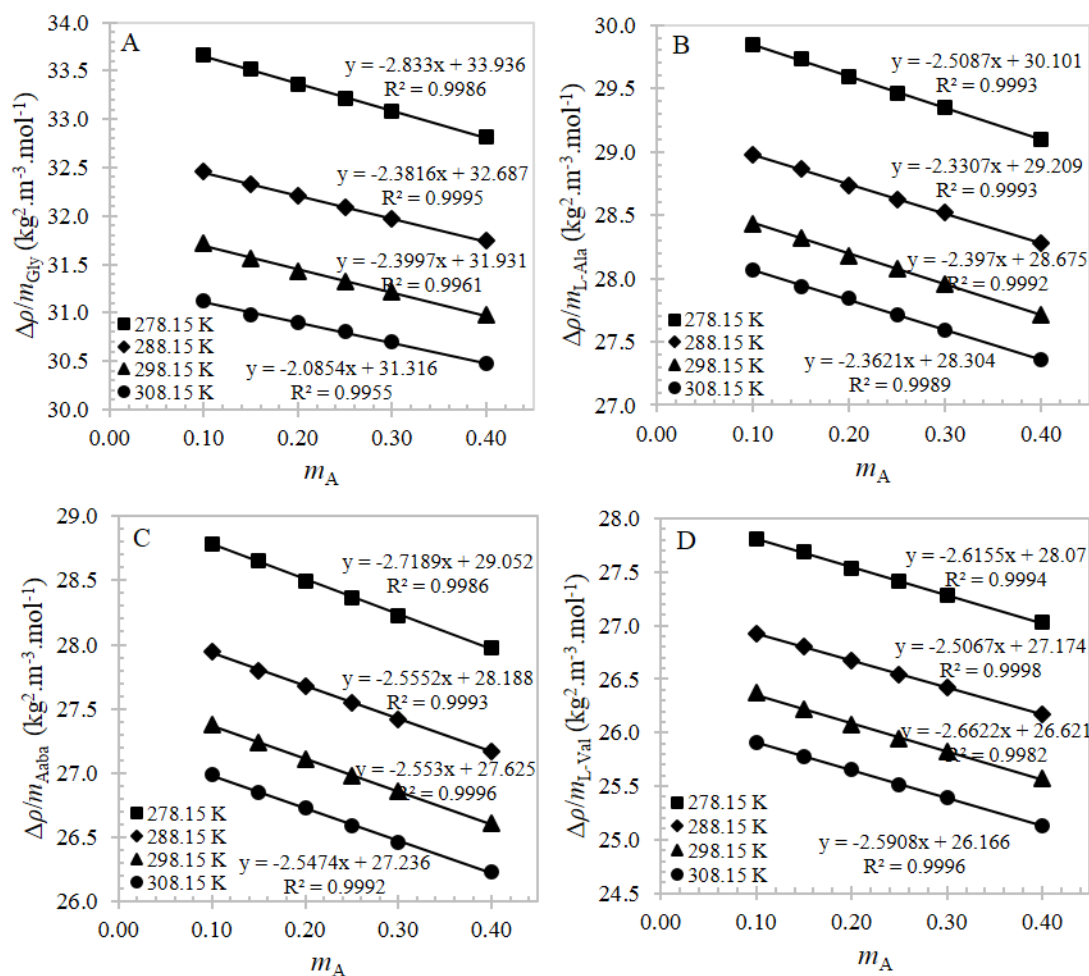 A
Δρ/m_Gly (kg².m⁻³.mol⁻¹)
34.0
33.5
33.0
32.5
32.0
31.5
31.0
30.5
30.0
y = -2.833x + 33.936
R² = 0.9986
y = -2.3816x + 32.687
R² = 0.9995
y = -2.3997x + 31.931
R² = 0.9961
278.15 K
288.15 K
298.15 K
308.15 K
y = -2.0854x + 31.316
R² = 0.9955
0.00 0.10 0.20 0.30 0.40
m_A
B
Δρ/m_L-Ala (kg².m⁻³.mol⁻¹)
30.0
29.5
29.0
28.5
28.0
27.5
27.0
y = -2.5087x + 30.101
R² = 0.9993
y = -2.3307x + 29.209
R² = 0.9993
y = -2.397x + 28.675
R² = 0.9992
278.15 K
288.15 K
298.15 K
308.15 K
y = -2.3621x + 28.304
R² = 0.9989
0.00 0.10 0.20 0.30 0.40
m_A
C
Δρ/m_Aaba (kg².m⁻³.mol⁻¹)
29.0
28.5
28.0
27.5
27.0
26.5
26.0
y = -2.7189x + 29.052
R² = 0.9986
y = -2.5552x + 28.188
R² = 0.9993
y = -2.553x + 27.625
R² = 0.9996
278.15 K
288.15 K
298.15 K
308.15 K
y = -2.5474x + 27.236
R² = 0.9992
0.00 0.10 0.20 0.30 0.40
m_A
D
Δρ/m_L-Val (kg².m⁻³.mol⁻¹)
28.0
27.5
27.0
26.5
26.0
25.5
25.0
24.5
y = -2.6155x + 28.07
R² = 0.9994
y = -2.5067x + 27.174
R² = 0.9998
y = -2.6622x + 26.621
R² = 0.9982
278.15 K
288.15 K
298.15 K
308.15 K
y = -2.5908x + 26.166
R² = 0.9996
0.00 0.10 0.20 0.30 0.40
m_A